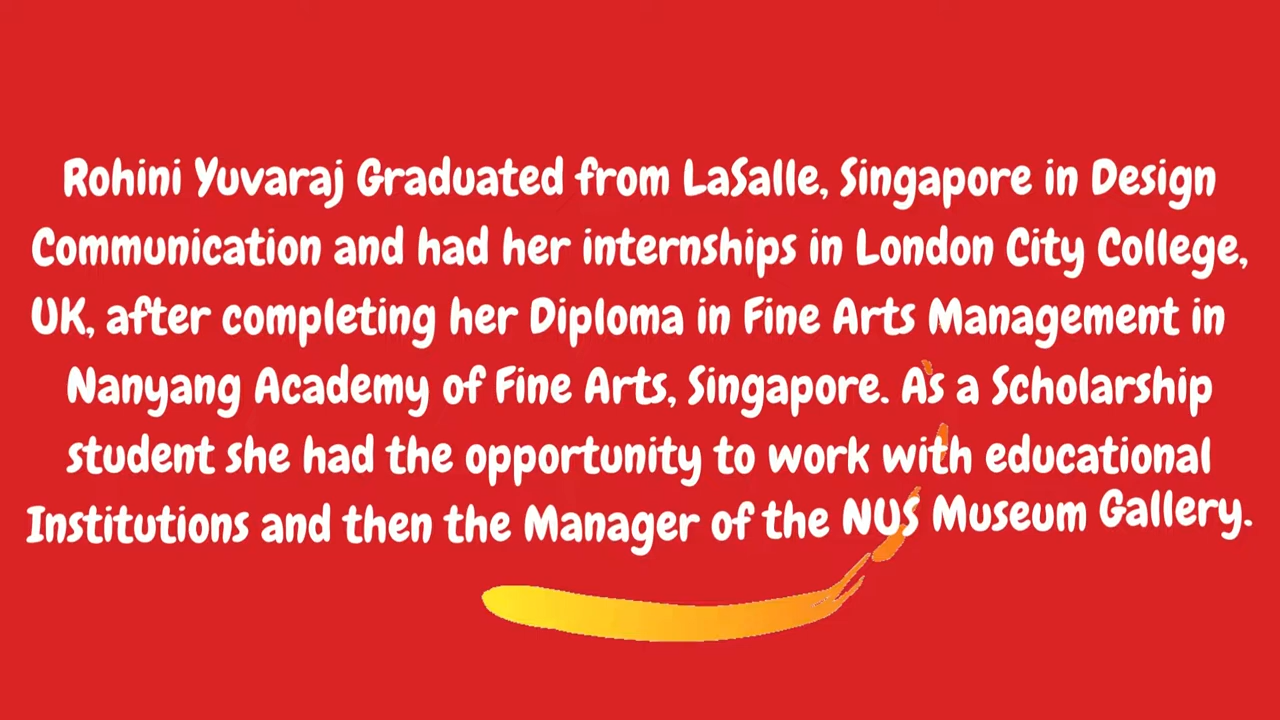 Rohini Yuvaraj Graduated from LaSalle, Singapore in Design
Communication and had her internships in London City College,
UK, after completing her Diploma in Fine Arts Management in
Nanyang Academy of Fine Arts, Singapore. As a Scholarship
student she had the opportunity to work with educational
Institutions and then the Manager of the NUS Museum Gallery.